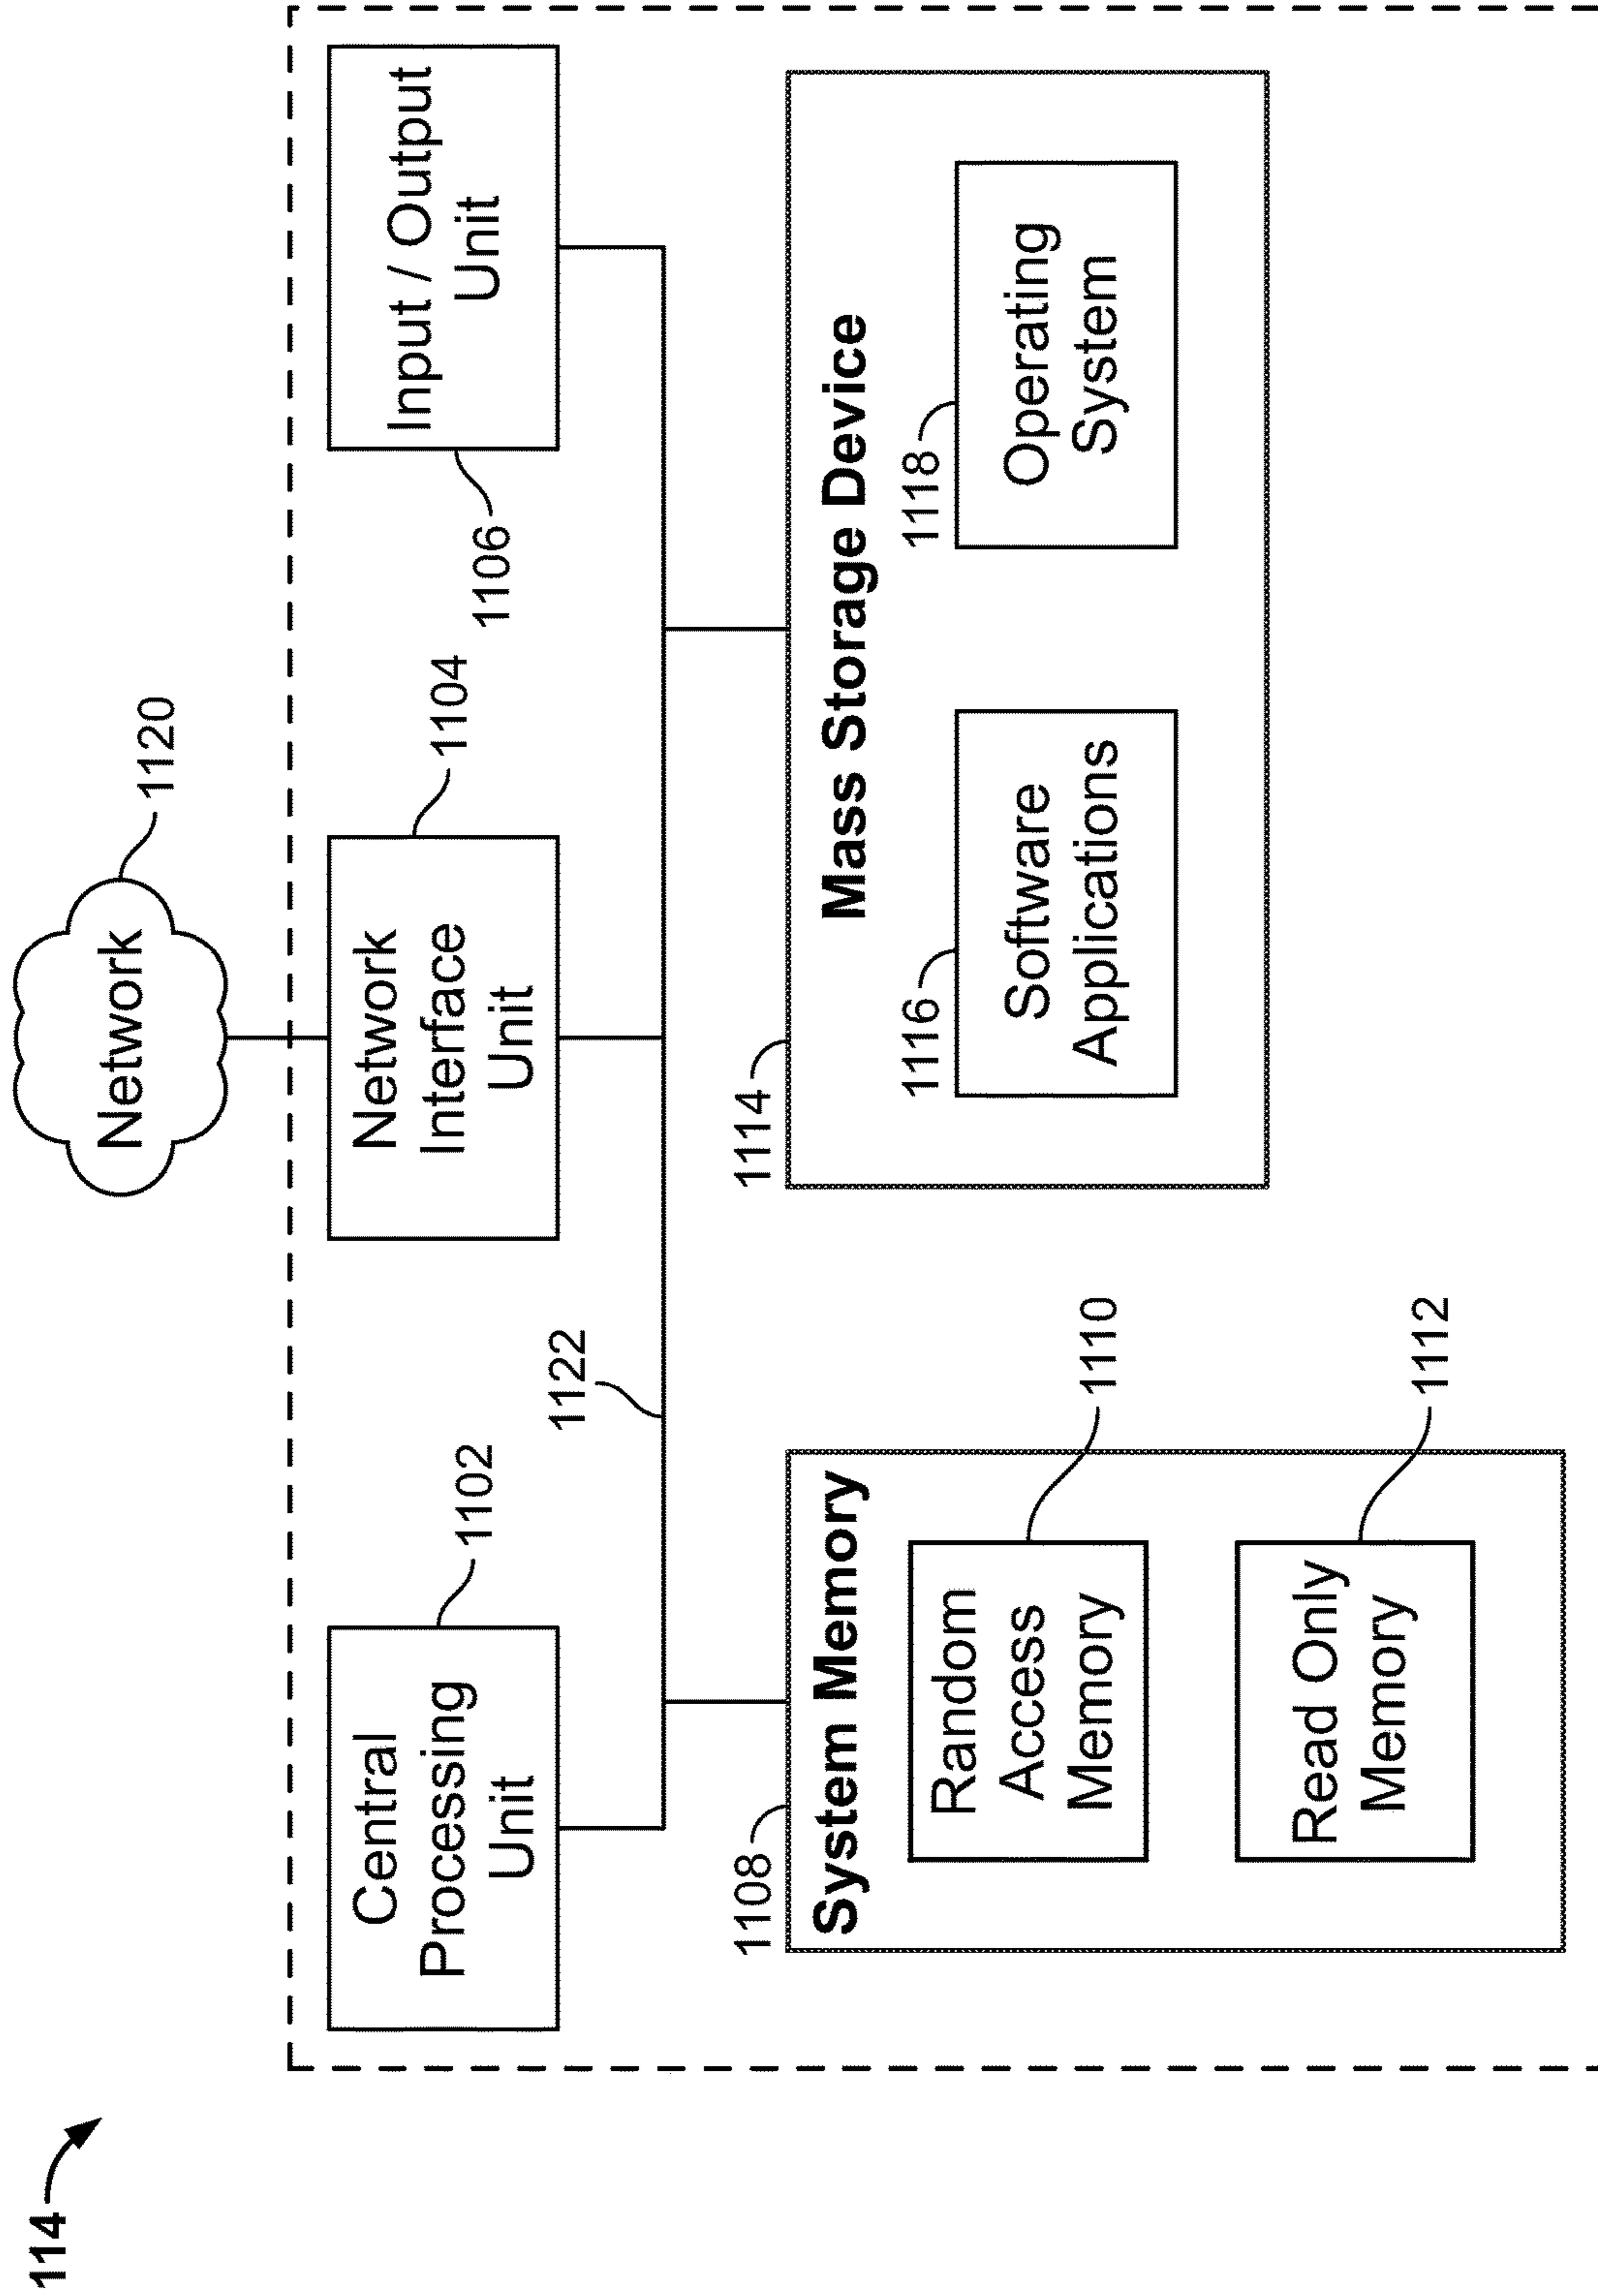 114
Network
1120
Central
Processing
Unit
1102
Network
Interface
Unit
1104
Input / Output
Unit
1106
1122
1108
System Memory
Random
Access
Memory
1110
Read Only
Memory
1112
1114
Mass Storage Device
1116
Software
Applications
1118
Operating
System